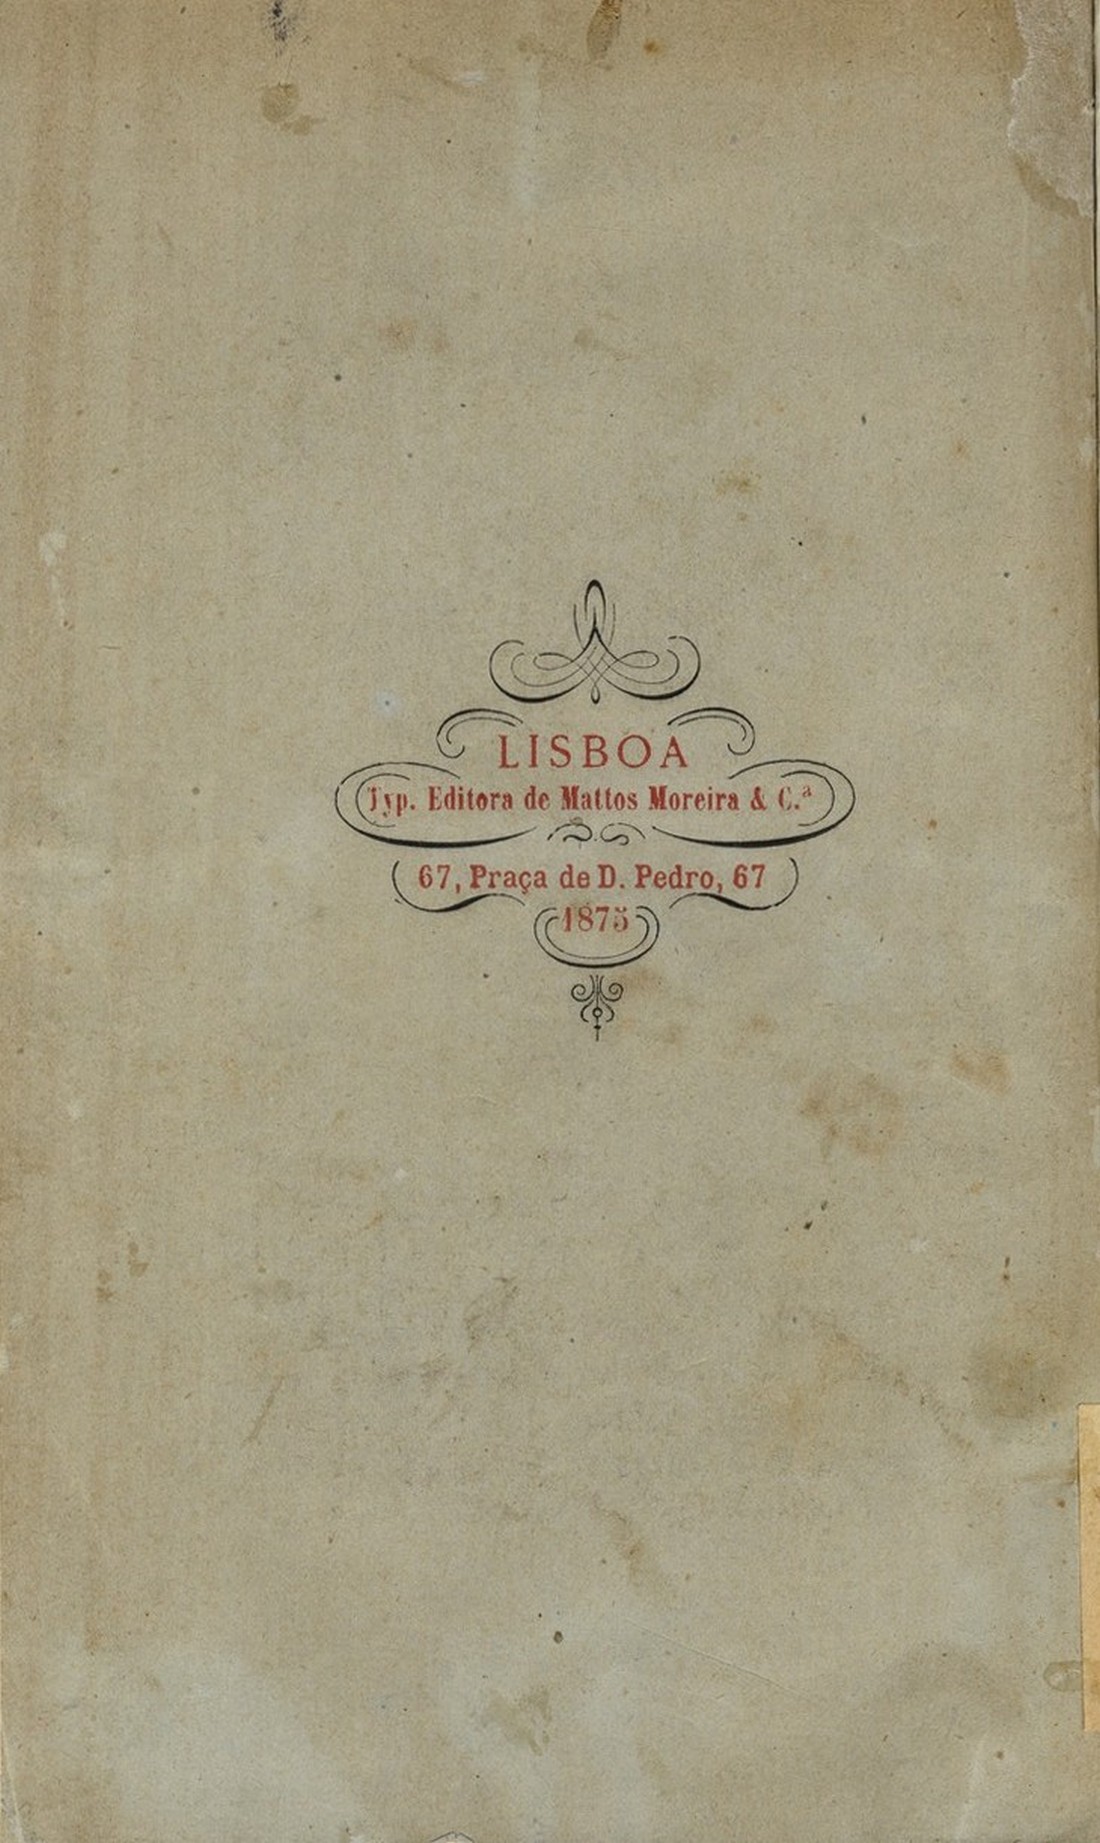 LISBOA
Typ. Editora de Mattos Moreira & C.ª
67, Praça de D. Pedro, 67
1875